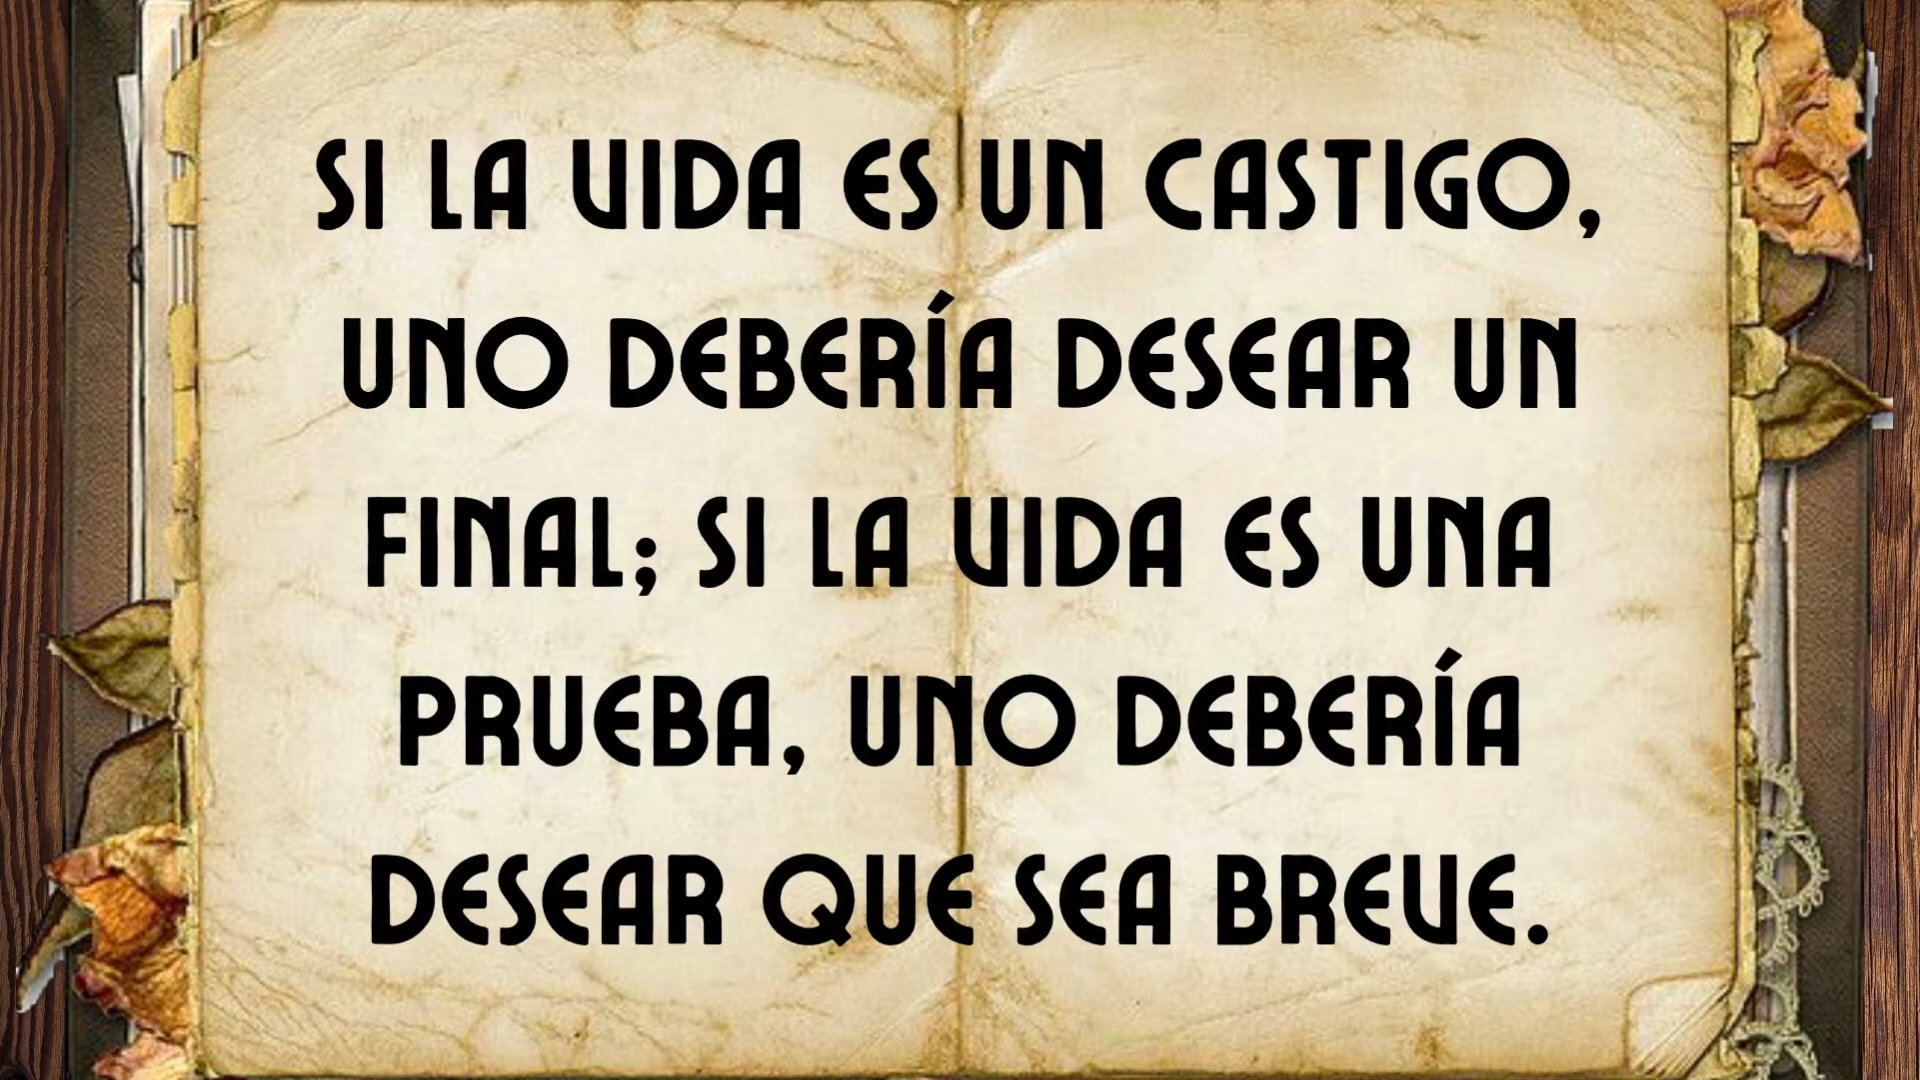 SI LA VIDA ES UN CASTIGO,
UNO DEBERÍA DESEAR UN
FINAL; SI LA VIDA ES UNA
PRUEBA, UNO DEBERÍA
DESEAR QUE SEA BREVE.